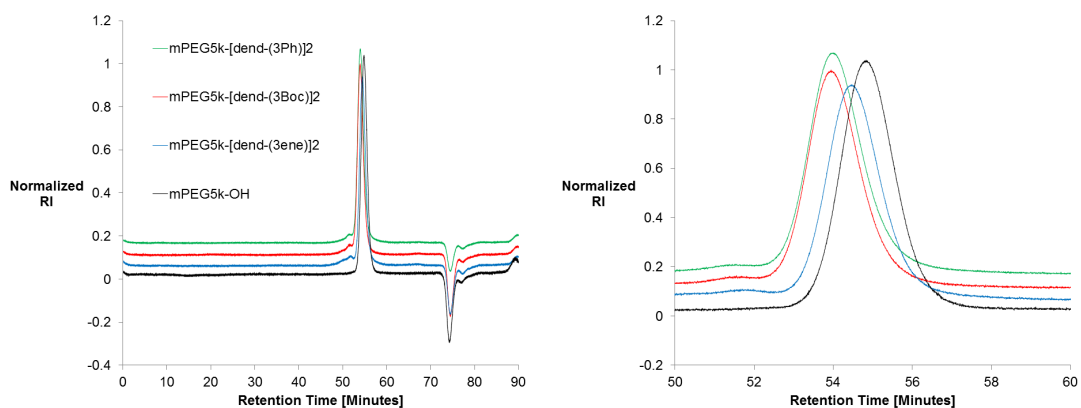 1.2
1
0.8
0.6
0.4
0.2
0
-0.2
-0.4
Normalized
RI
mPEG5k-[dend-(3Ph)]2
mPEG5k-[dend-(3Boc)]2
mPEG5k-[dend-(3ene)]2
mPEG5k-OH
0 10 20 30 40 50 60 70 80 90
Retention Time [Minutes]
1.2
1
0.8
0.6
0.4
0.2
0
-0.2
Normalized
RI
50 52 54 56 58 60
Retention Time [Minutes]